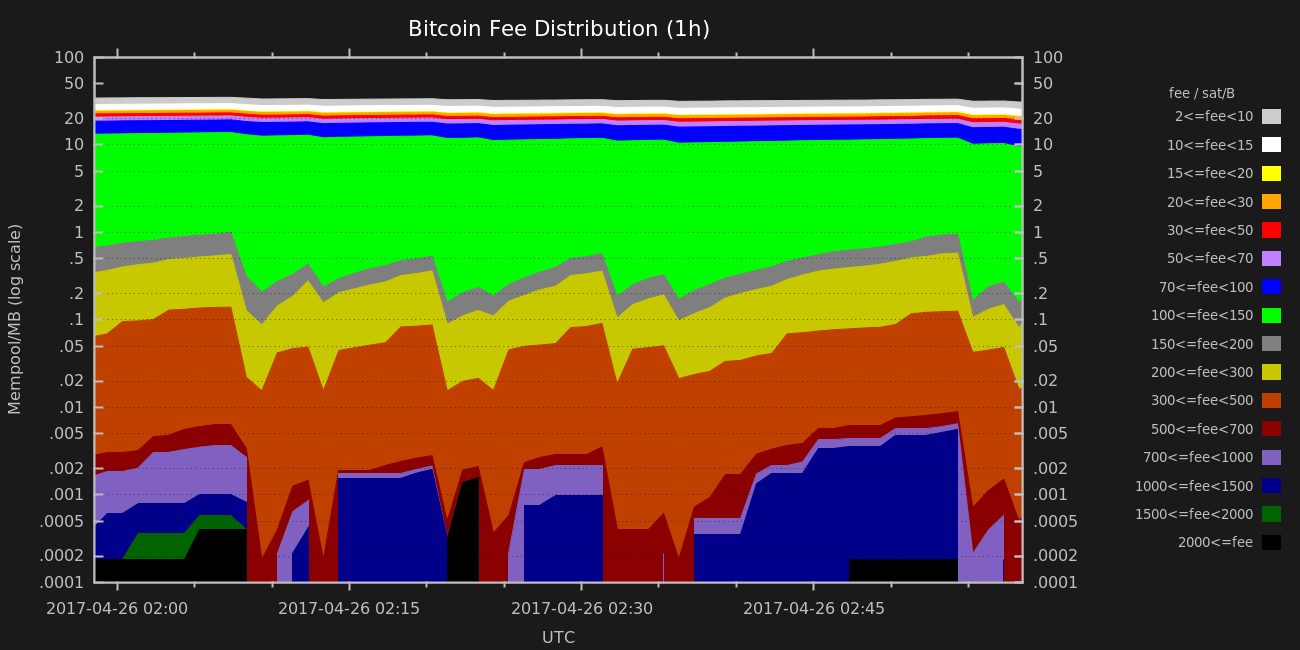 Bitcoin Fee Distribution (1h)
Mempool/MB (log scale)
100
50
20
10
5
2
1
.5
.2
.1
.05
.02
.01
.005
.002
.001
.0005
.0002
.0001
100
50
20
10
5
2
1
.5
.2
.1
.05
.02
.01
.005
.002
.001
.0005
.0002
.0001
2017-04-26 02:00
2017-04-26 02:15
2017-04-26 02:30
2017-04-26 02:45
UTC
fee / sat/B
2<=fee<10
10<=fee<15
15<=fee<20
20<=fee<30
30<=fee<50
50<=fee<70
70<=fee<100
100<=fee<150
150<=fee<200
200<=fee<300
300<=fee<500
500<=fee<700
700<=fee<1000
1000<=fee<1500
1500<=fee<2000
2000<=fee